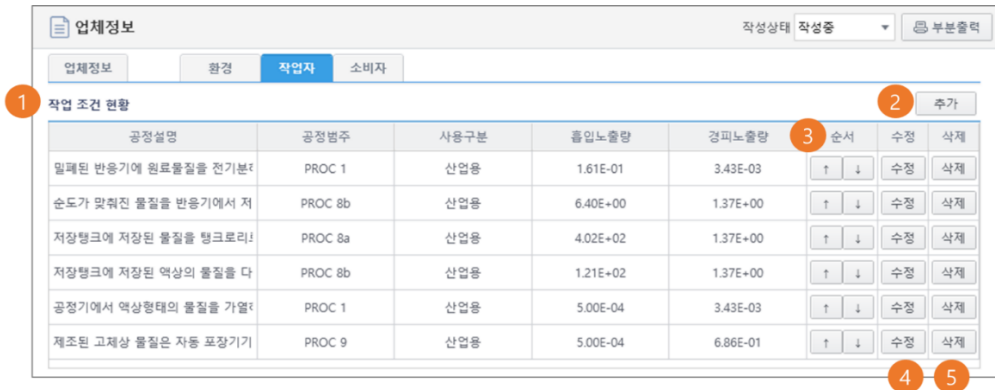 업체정보 작성상태 작성중 부분출력
업체정보 환경 작업자 소비자
1 작업 조건 현황 2 추가
공정설명 공정범주 사용구분 흡입노출량 경피노출량 3 순서 수정 삭제
밀폐된 반응기에 원료물질을 전기분해 PROC 1 산업용 1.61E-01 3.43E-03 ↑ ↓ 수정 삭제
순도가 맞춰진 물질을 반응기에서 저 PROC 8b 산업용 6.40E+00 1.37E+00 ↑ ↓ 수정 삭제
저장탱크에 저장된 물질을 탱크로리 PROC 8a 산업용 4.02E+02 1.37E+00 ↑ ↓ 수정 삭제
저장탱크에 저장된 액상의 물질을 다 PROC 8b 산업용 1.21E+02 1.37E+00 ↑ ↓ 수정 삭제
공정기에서 액상형태의 물질을 가열 PROC 1 산업용 5.00E-04 3.43E-03 ↑ ↓ 수정 삭제
제조된 고체상 물질은 자동 포장기기 PROC 9 산업용 5.00E-04 6.86E-01 ↑ ↓ 수정 삭제
4 5